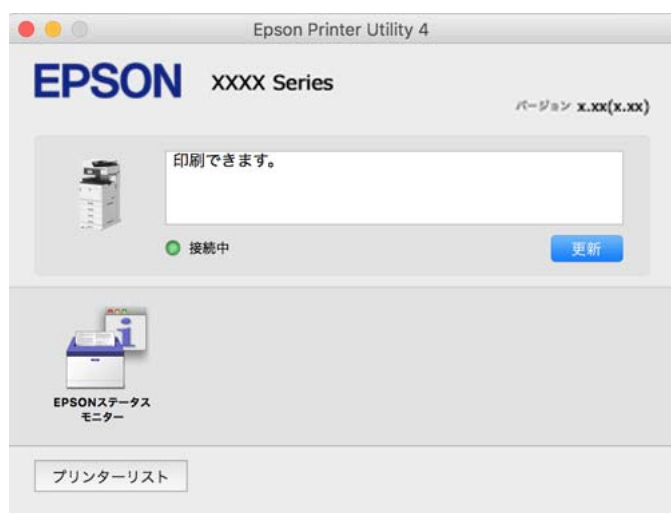 Epson Printer Utility 4
EPSON XXXX Series
バージョン x.xx(x.xx)
印刷できます。
接続中
更新
EPSONステータス
モニター
プリンターリスト